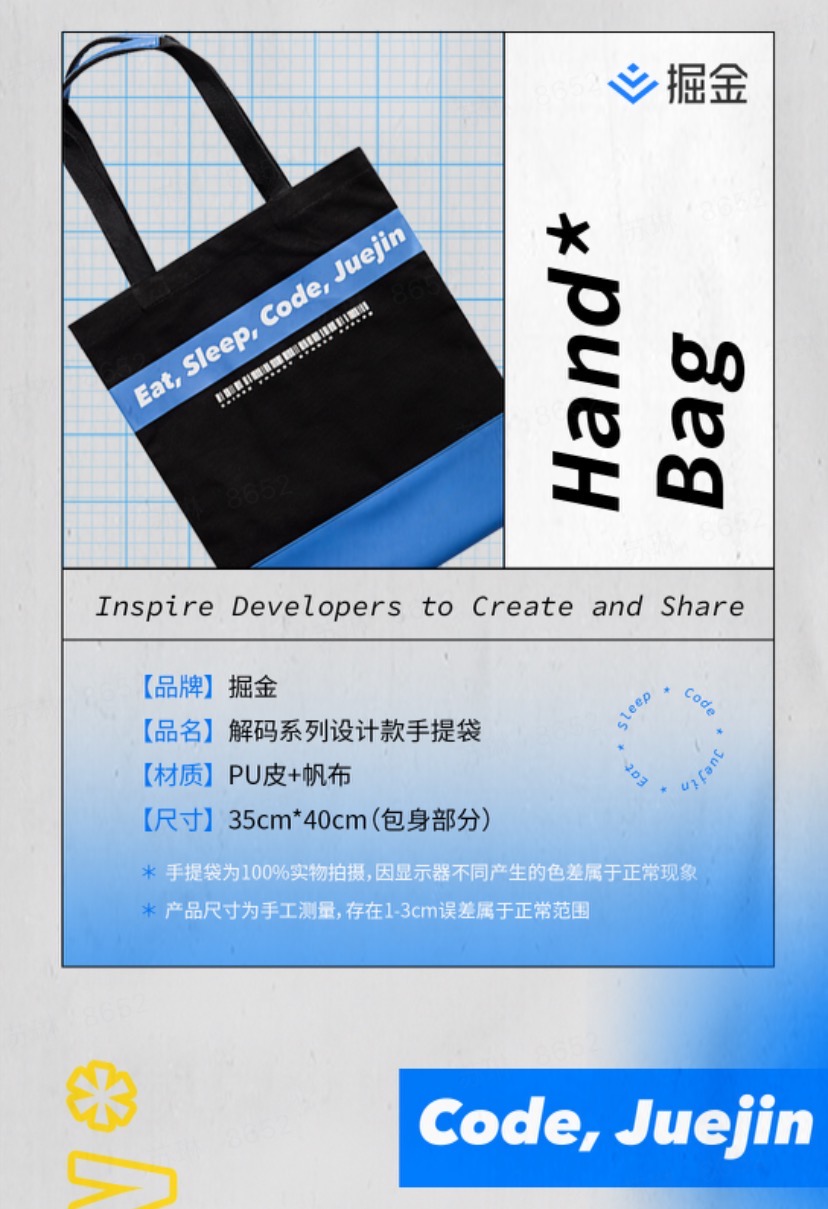 掘金
Eat, Sleep, Code, Juejin
Hand*
Bag
Inspire Developers to Create and Share
【品牌】掘金
【品名】解码系列设计款手提袋
【材质】PU皮+帆布
【尺寸】35cm*40cm（包身部分）
Eat * Sleep * Code * Juejin *
* 手提袋为100%实物拍摄，因显示器不同产生的色差属于正常现象
* 产品尺寸为手工测量，存在1-3cm误差属于正常范围
Code, Juejin
8652